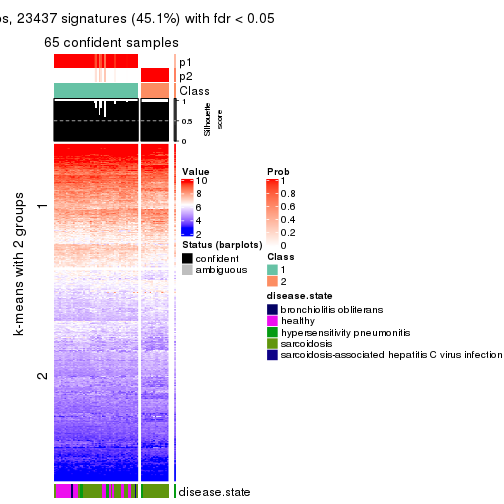 os, 23437 signatures (45.1%) with fdr < 0.05
65 confident samples
p1
p2
Class
1
0.5
0
Silhouette
score
k-means with 2 groups
1
2
Value
10
8
6
4
2
Status (barplots)
confident
ambiguous
Prob
1
0.8
0.6
0.4
0.2
0
Class
1
2
disease.state
bronchiolitis obliterans
healthy
hypersensitivity pneumonitis
sarcoidosis
sarcoidosis-associated hepatitis C virus infection
disease.state